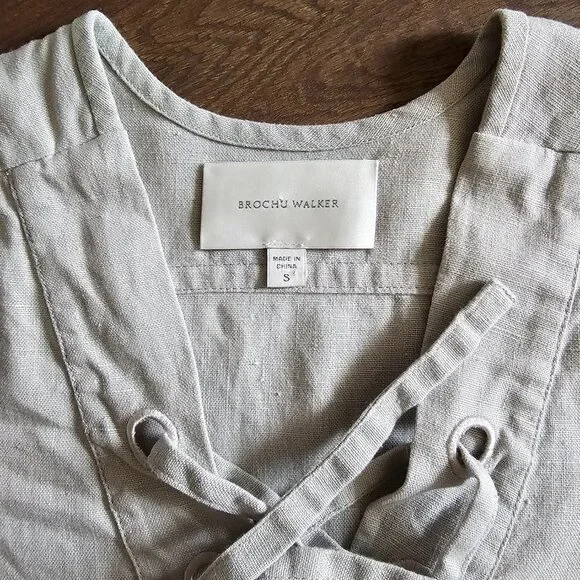 BROCHU WALKER
MADE IN
CHINA
S